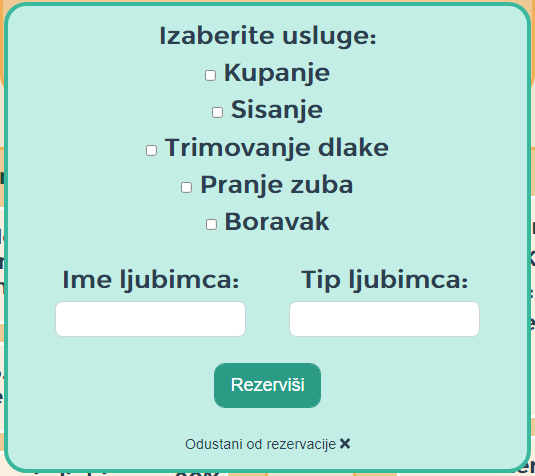 Izaberite usluge:
Kupanje
Sisanje
Trimovanje dlake
Pranje zuba
Boravak
Ime ljubimca: Tip ljubimca:
Rezerviši
Odustani od rezervacije ✖